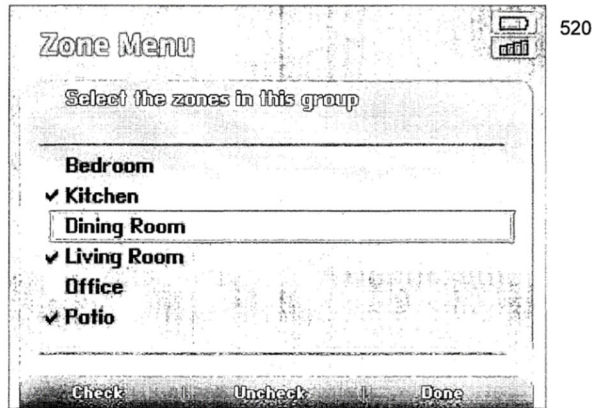 520
Zone Menu
Select the zones in this group
Bedroom
✓ Kitchen
Dining Room
✓ Living Room
Office
✓ Patio
Check Uncheck Done